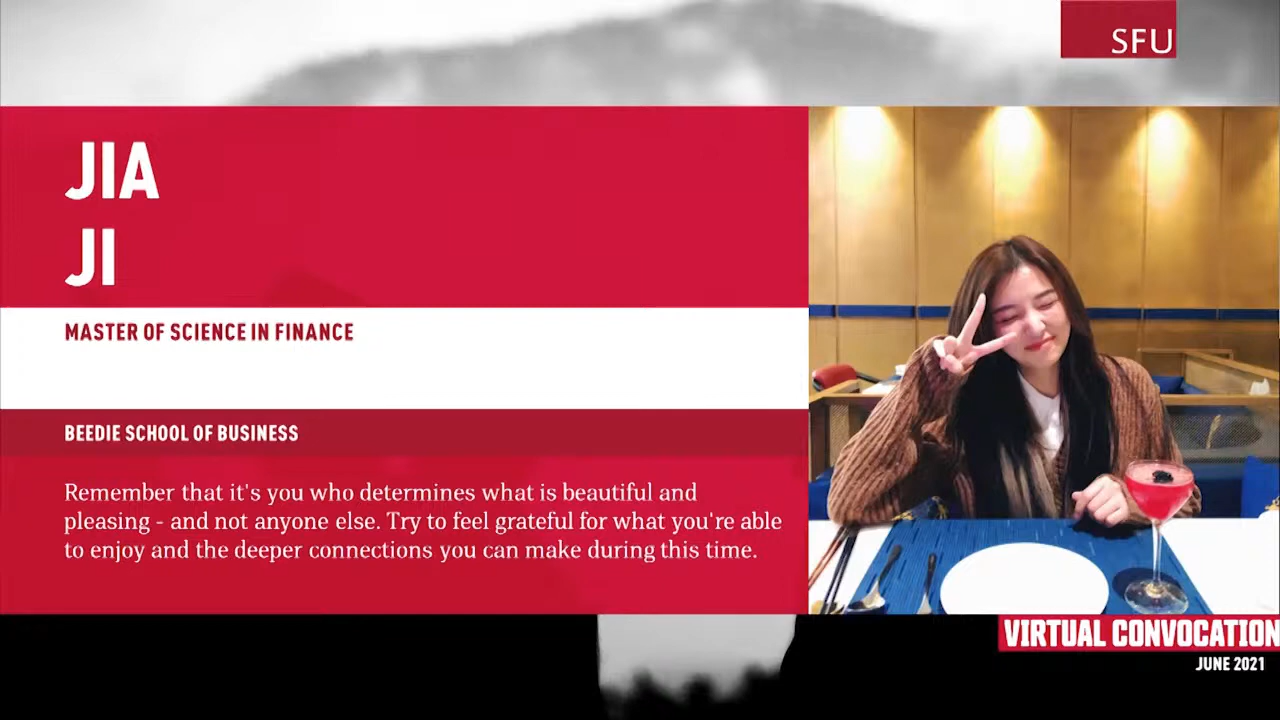 SFU
JIA
JI
MASTER OF SCIENCE IN FINANCE
BEEDIE SCHOOL OF BUSINESS
Remember that it's you who determines what is beautiful and
pleasing - and not anyone else. Try to feel grateful for what you're able
to enjoy and the deeper connections you can make during this time.
VIRTUAL CONVOCATION
JUNE 2021